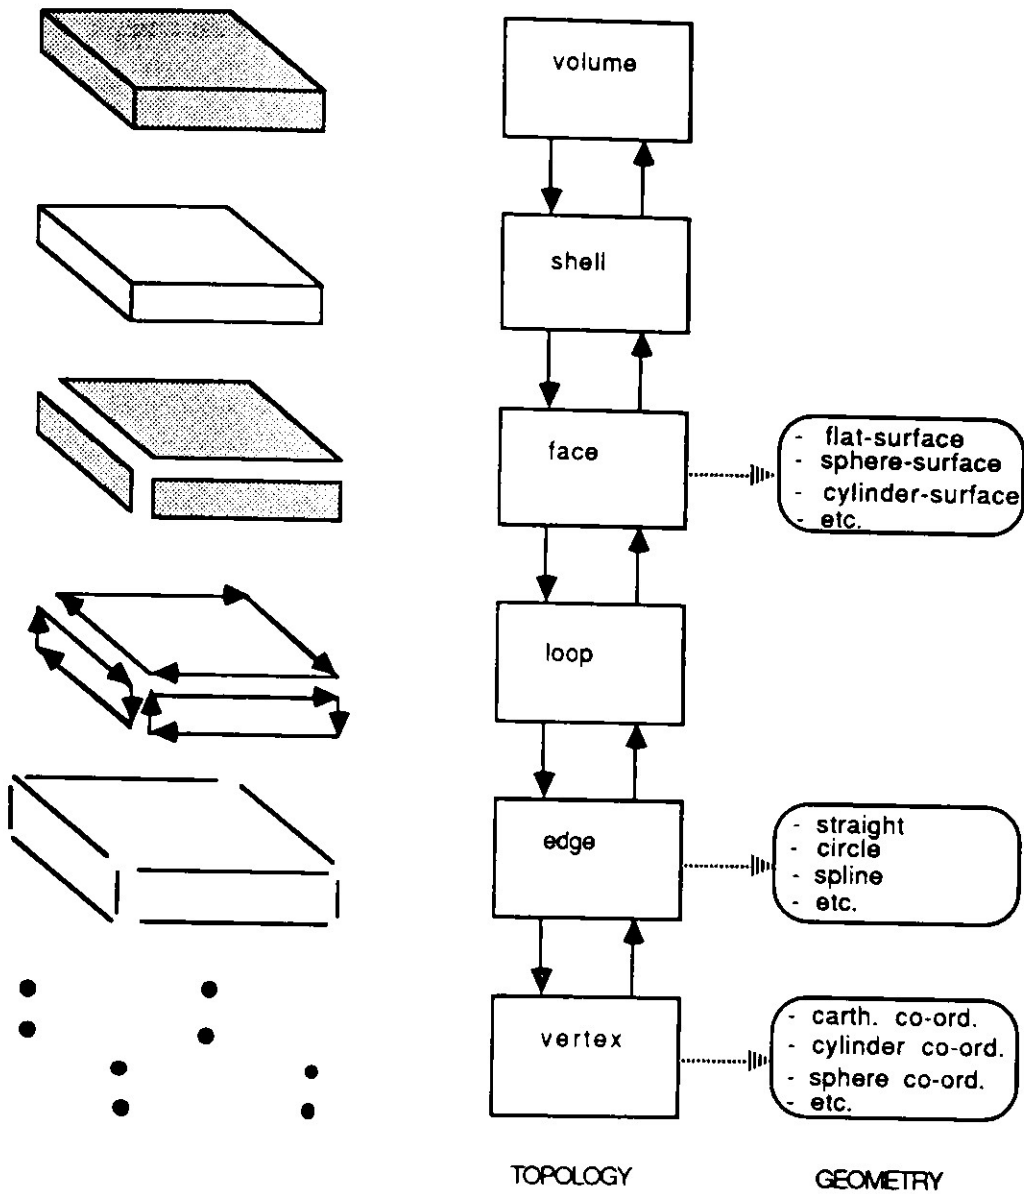 volume
shell
face
- flat-surface
- sphere-surface
- cylinder-surface
- etc.
loop
edge
- straight
- circle
- spline
- etc.
vertex
- carth. co-ord.
- cylinder co-ord.
- sphere co-ord.
- etc.
TOPOLOGY
GEOMETRY